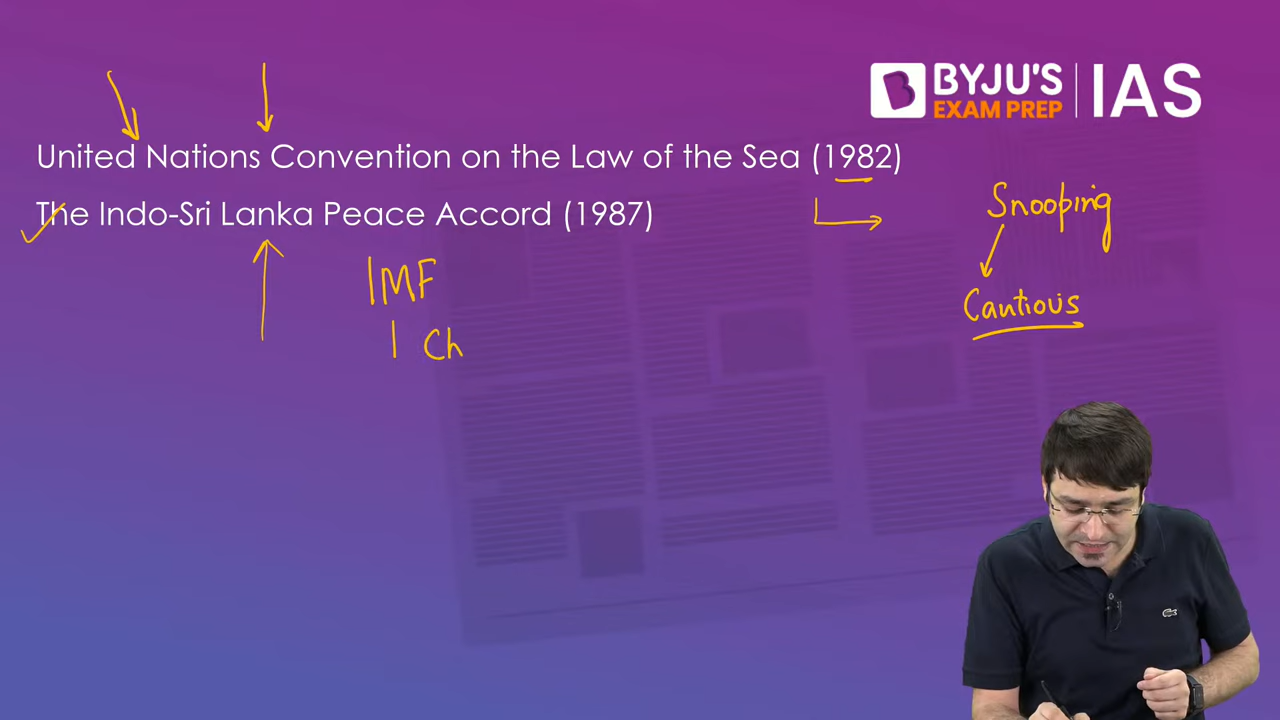 BYJU'S
EXAM PREP
IAS
United Nations Convention on the Law of the Sea (1982)
The Indo-Sri Lanka Peace Accord (1987)
Snooping
Cautious
IMF
| Ch